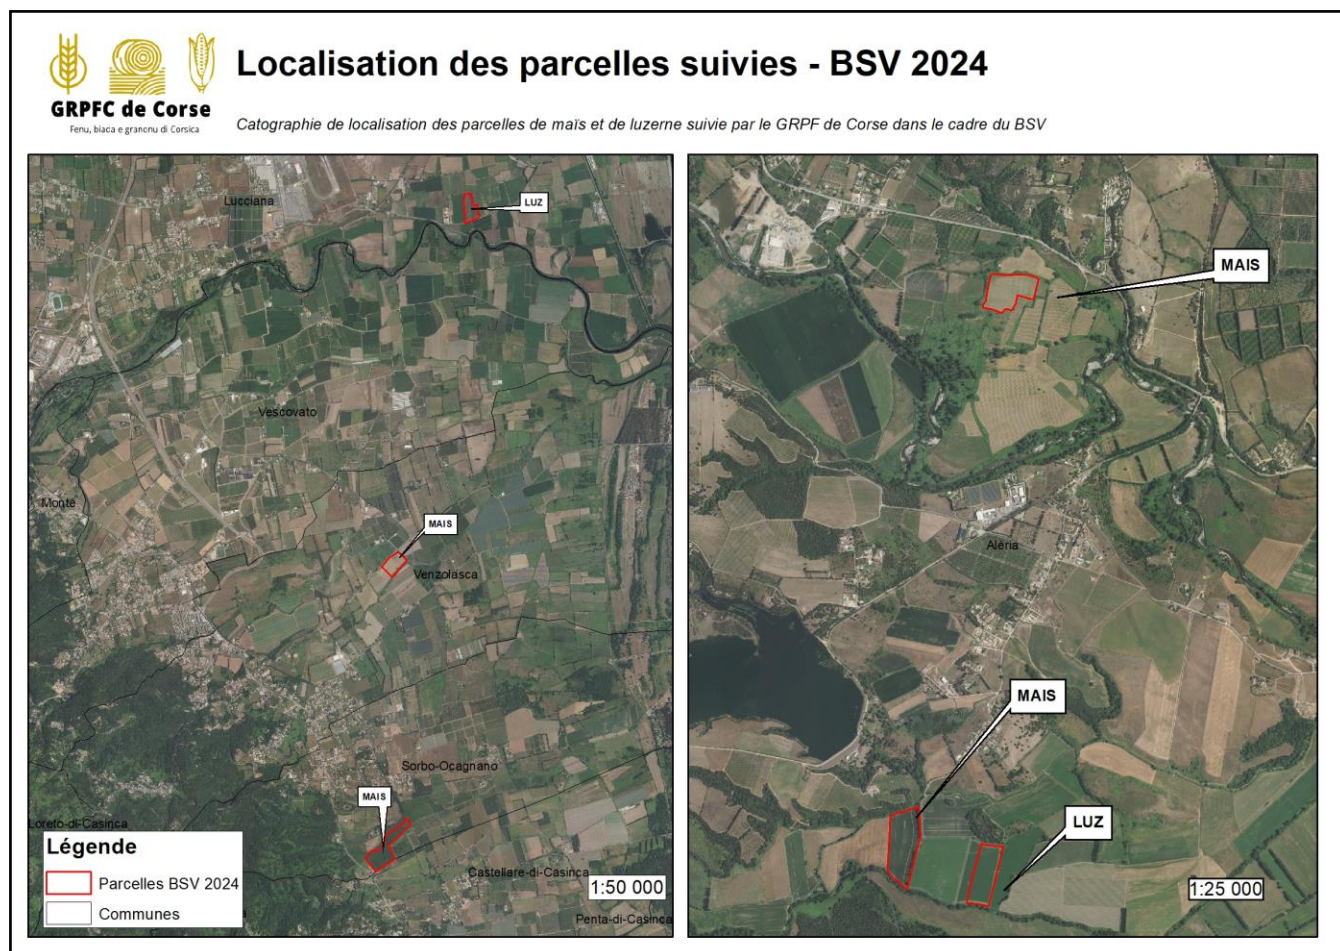 Localisation des parcelles suivies - BSV 2024
GRPFC de Corse
Fenu, biada e granonu di Corsica
Catographie de localisation des parcelles de maïs et de luzerne suivie par le GRPF de Corse dans le cadre du BSV
Lucciana
LUZ
Vescovato
Monte
MAIS
Venzolasca
Sorbo-Ocagnano
MAIS
Loreto-di-Casinca
Castellare-di-Casinca
Penta-di-Casinca
Légende
Parcelles BSV 2024
Communes
1:50 000
MAIS
Aléria
MAIS
LUZ
1:25 000